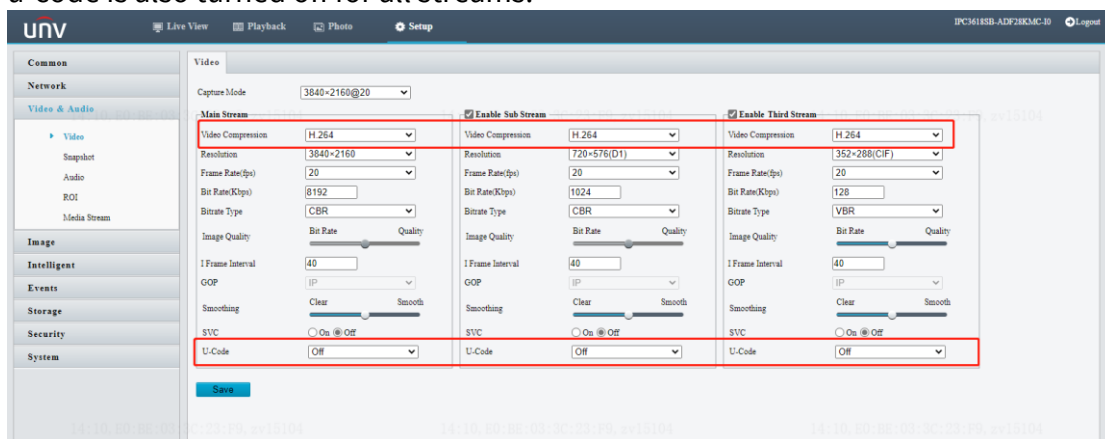 u-code is also turned on for all streams.
unv Live View Playback Photo Setup IPC3618SB-ADF28KMC-I0 Logout
Common
Network
Video & Audio
Video
Snapshot
Audio
ROI
Media Stream
Image
Intelligent
Events
Storage
Security
System
Video
Capture Mode 3840×2160@20
Main Stream Enable Sub Stream Enable Third Stream
Video Compression H.264 Video Compression H.264 Video Compression H.264
Resolution 3840×2160 Resolution 720×576(D1) Resolution 352×288(CIF)
Frame Rate(fps) 20 Frame Rate(fps) 20 Frame Rate(fps) 20
Bit Rate(Kbps) 8192 Bit Rate(Kbps) 1024 Bit Rate(Kbps) 128
Bitrate Type CBR Bitrate Type CBR Bitrate Type VBR
Image Quality Bit Rate Quality Image Quality Bit Rate Quality Image Quality Bit Rate Quality
I Frame Interval 40 I Frame Interval 40 I Frame Interval 40
GOP IP GOP IP GOP IP
Smoothing Clear Smooth Smoothing Clear Smooth Smoothing Clear Smooth
SVC On Off SVC On Off SVC On Off
U-Code Off U-Code Off U-Code Off
Save